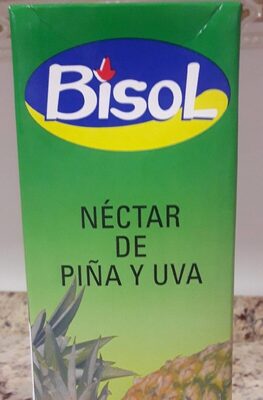 BisoL
NÉCTAR
DE
PIÑA Y UVA